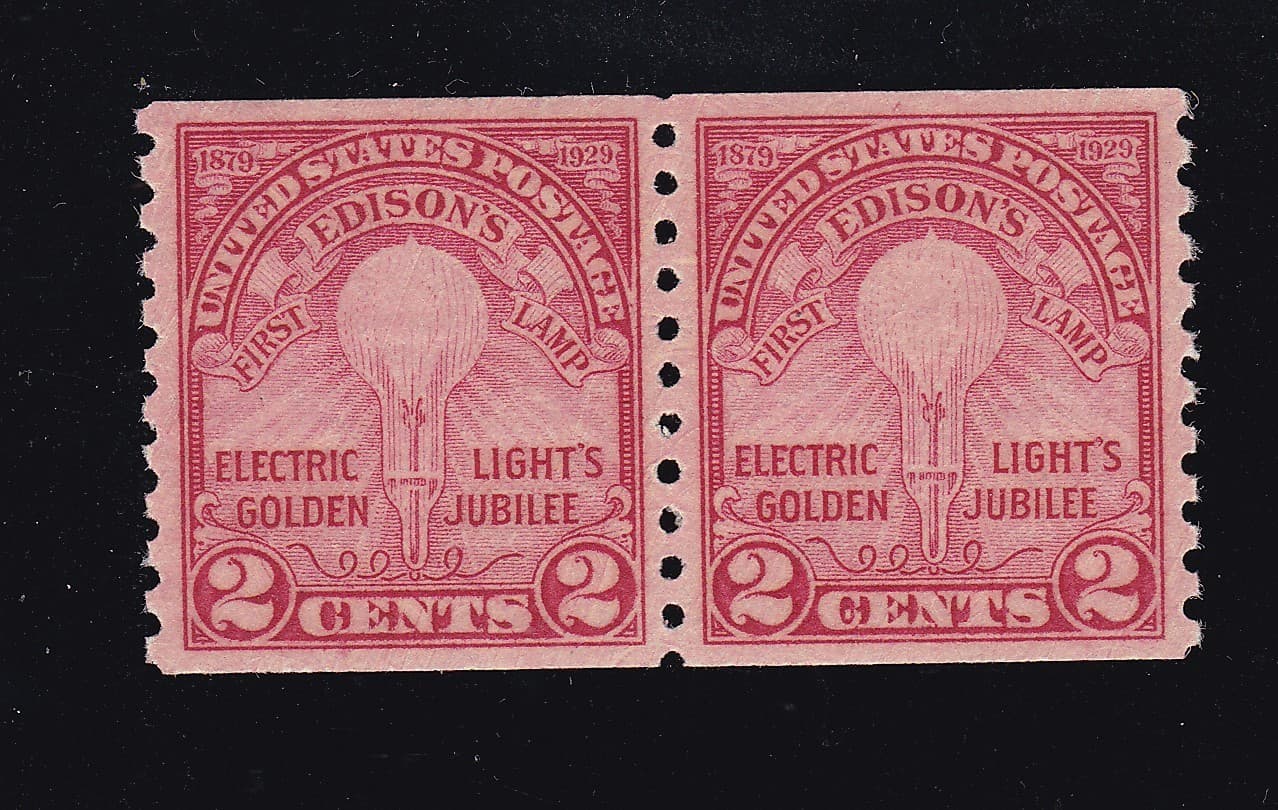 1879 1929
UNITED STATES POSTAGE
EDISON'S
FIRST LAMP
ELECTRIC LIGHT'S
GOLDEN JUBILEE
2 CENTS 2
1879 1929
UNITED STATES POSTAGE
EDISON'S
FIRST LAMP
ELECTRIC LIGHT'S
GOLDEN JUBILEE
2 CENTS 2